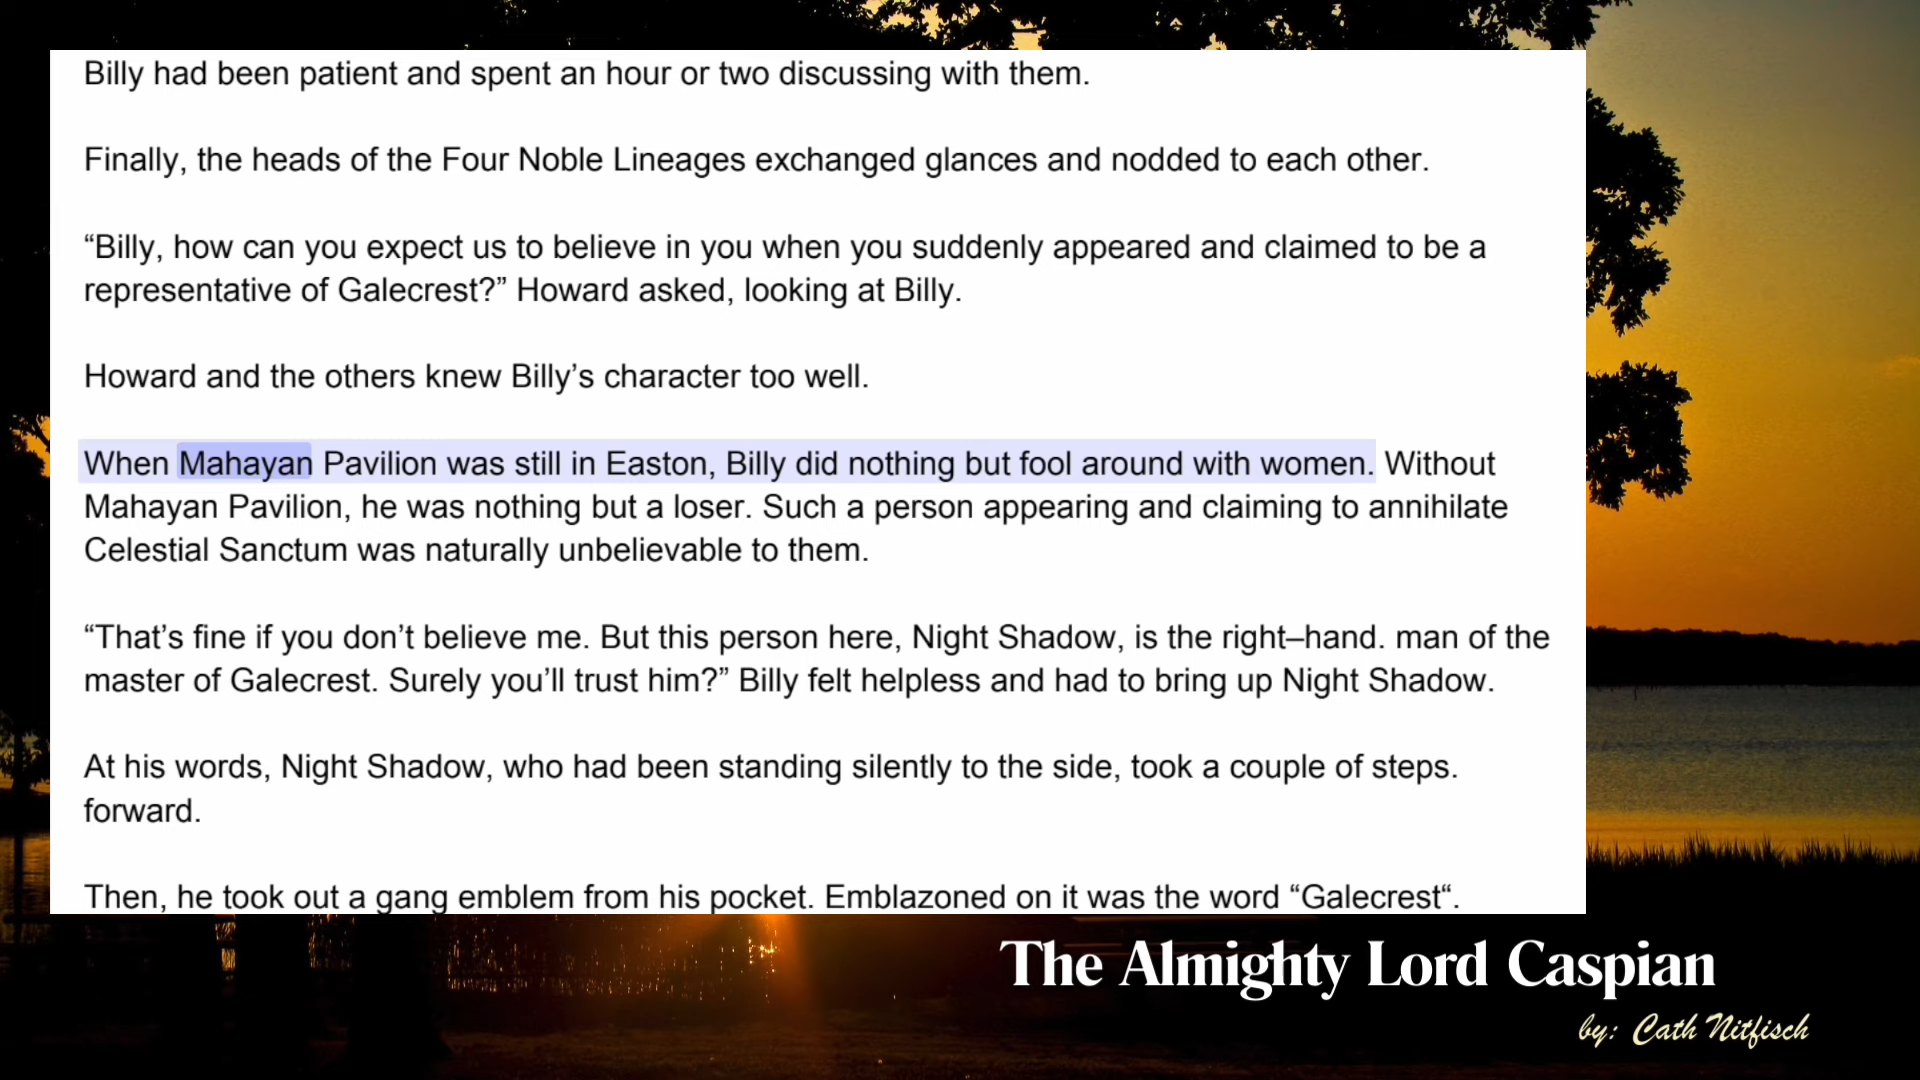 Billy had been patient and spent an hour or two discussing with them.
Finally, the heads of the Four Noble Lineages exchanged glances and nodded to each other.
“Billy, how can you expect us to believe in you when you suddenly appeared and claimed to be a
representative of Galecrest?” Howard asked, looking at Billy.
Howard and the others knew Billy’s character too well.
When Mahayan Pavilion was still in Easton, Billy did nothing but fool around with women. Without
Mahayan Pavilion, he was nothing but a loser. Such a person appearing and claiming to annihilate
Celestial Sanctum was naturally unbelievable to them.
“That’s fine if you don’t believe me. But this person here, Night Shadow, is the right–hand. man of the
master of Galecrest. Surely you’ll trust him?” Billy felt helpless and had to bring up Night Shadow.
At his words, Night Shadow, who had been standing silently to the side, took a couple of steps.
forward.
Then, he took out a gang emblem from his pocket. Emblazoned on it was the word “Galecrest“.
The Almighty Lord Caspian
by: Cath Nitfisch